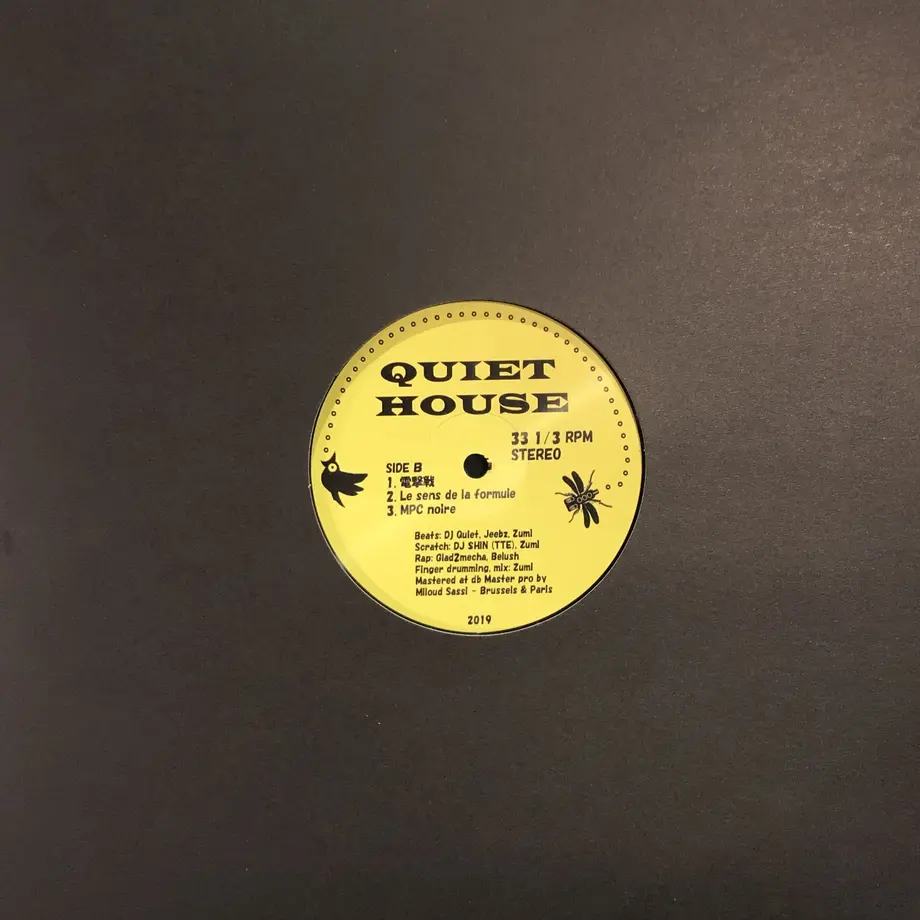 QUIET
HOUSE
33 1/3 RPM
STEREO
SIDE B
1. 電撃戦
2. Le sens de la formule
3. MPC noire
Beats: DJ Quiet, Jeebz, Zumi
Scratch: DJ SHIN (TTE), Zumi
Rap: Glad2mecha, Belush
Finger drumming, mix: Zumi
Mastered at db Master pro by
Miloud Sassi - Brussels & Paris
2019